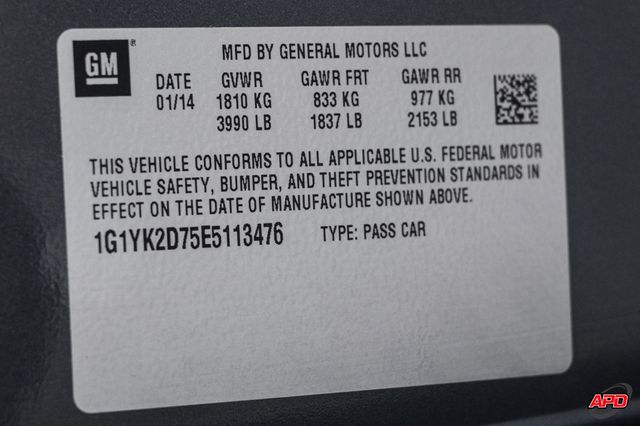 GM®
MFD BY GENERAL MOTORS LLC
DATE GVWR GAWR FRT GAWR RR
01/14 1810 KG 833 KG 977 KG
3990 LB 1837 LB 2153 LB
THIS VEHICLE CONFORMS TO ALL APPLICABLE U.S. FEDERAL MOTOR
VEHICLE SAFETY, BUMPER, AND THEFT PREVENTION STANDARDS IN
EFFECT ON THE DATE OF MANUFACTURE SHOWN ABOVE.
1G1YK2D75E5113476 TYPE: PASS CAR
APD